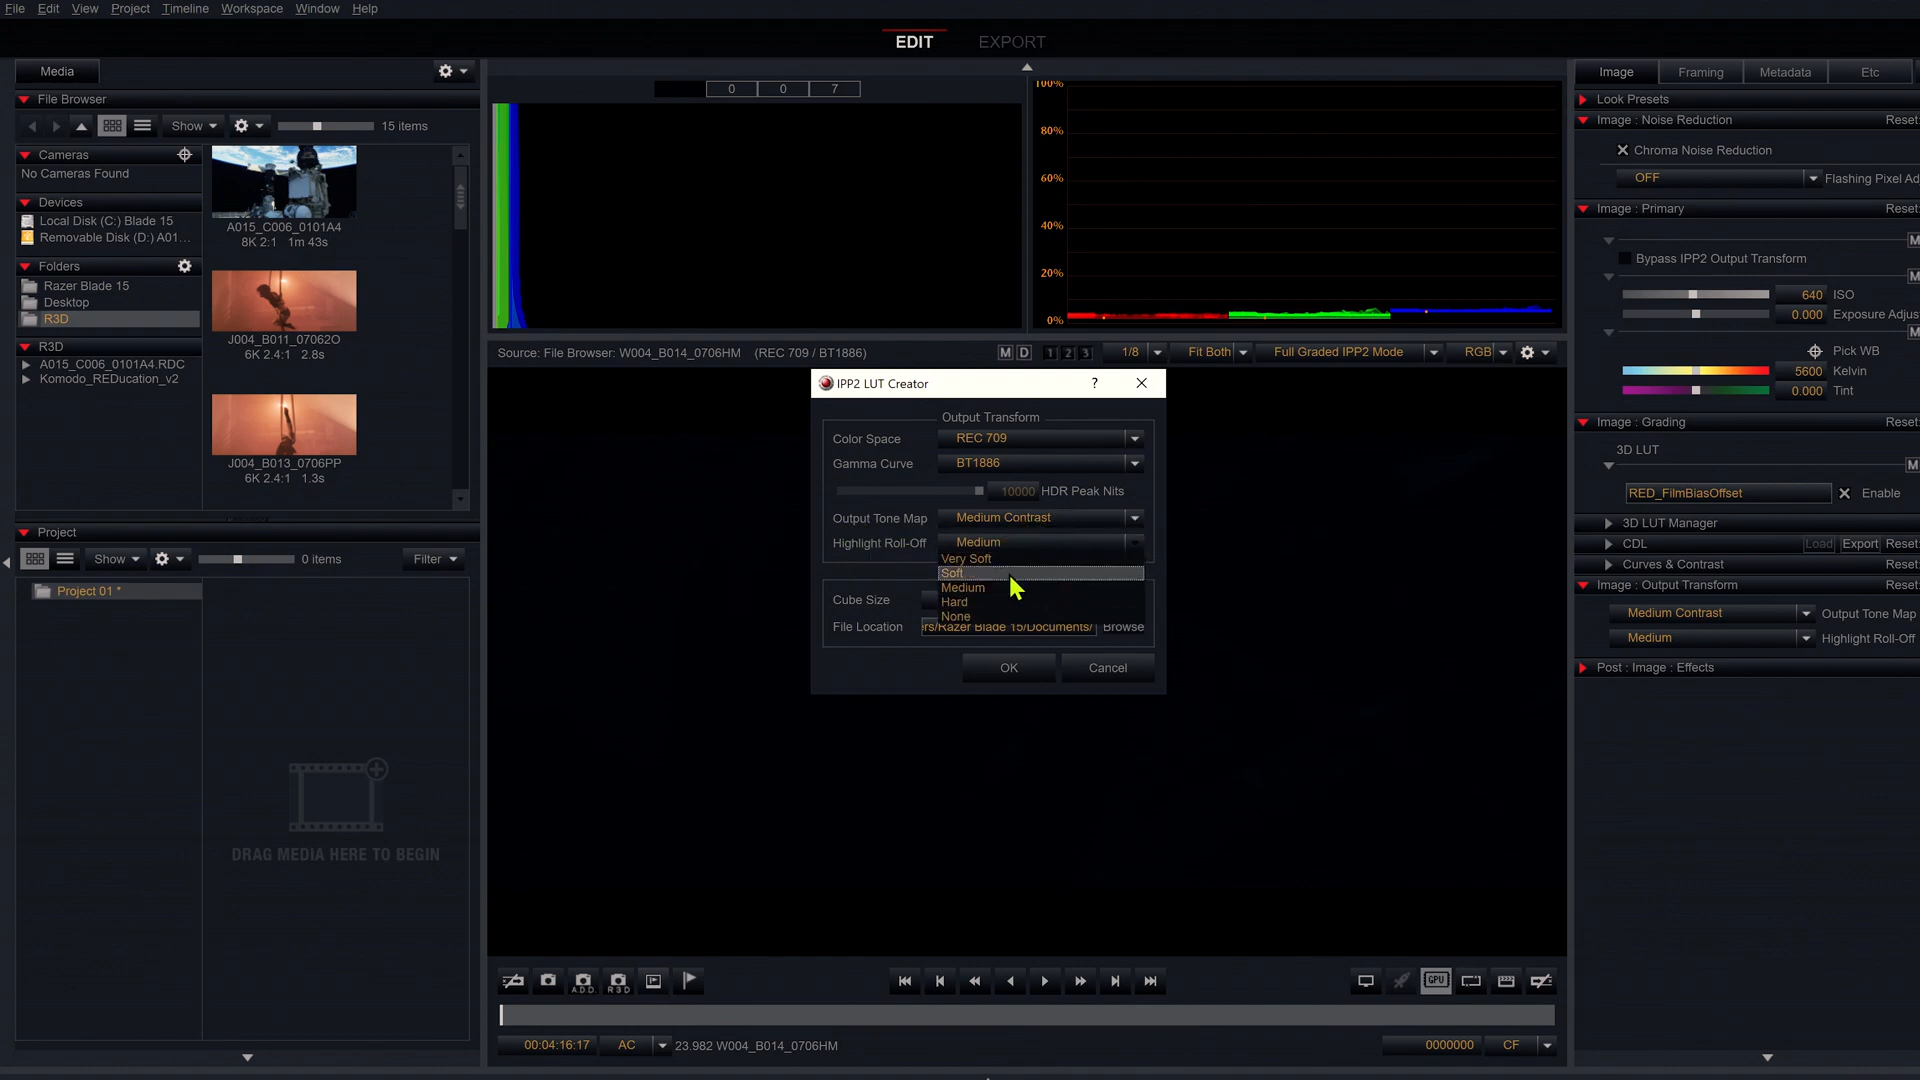 File Edit View Project Timeline Workspace Window Help
EDIT EXPORT
Media
File Browser
Show 15 items
Cameras
No Cameras Found
Devices
Local Disk (C:) Blade 15
Removable Disk (D:) A01...
Folders
Razer Blade 15
Desktop
R3D
R3D
A015_C006_0101A4.RDC
Komodo_REDucation_v2
A015_C006_0101A4
8K 2:1 1m 43s
J004_B011_07062O
6K 2.4:1 2.8s
J004_B013_0706PP
6K 2.4:1 1.3s
Project
Show 0 items Filter
Project 01 *
DRAG MEDIA HERE TO BEGIN
0 0 7
100%
80%
60%
40%
20%
0%
Source: File Browser: W004_B014_0706HM (REC 709 / BT1886) M D 1 2 3 1/8 Fit Both Full Graded IPP2 Mode RGB
IPP2 LUT Creator ?
Output Transform
Color Space REC 709
Gamma Curve BT1886
10000 HDR Peak Nits
Output Tone Map Medium Contrast
Highlight Roll-Off Medium
Very Soft
Soft
Medium
Hard
None
Cube Size
File Location ers/Razer Blade 15/Documents/ Browse
OK Cancel
A.D.D. R3D
GPU
00:04:16:17 AC 23.982 W004_B014_0706HM 0000000 CF
Image Framing Metadata Etc
Look Presets
Image : Noise Reduction Reset:
Chroma Noise Reduction
OFF Flashing Pixel Ad
Image : Primary Reset:
M
Bypass IPP2 Output Transform
M
640 ISO
0.000 Exposure Adjus
M
Pick WB
5600 Kelvin
0.000 Tint
Image : Grading Reset:
3D LUT
M
RED_FilmBiasOffset Enable
3D LUT Manager
CDL Load Export Reset:
Curves & Contrast Reset:
Image : Output Transform Reset:
Medium Contrast Output Tone Map
Medium Highlight Roll-Off
Post : Image : Effects